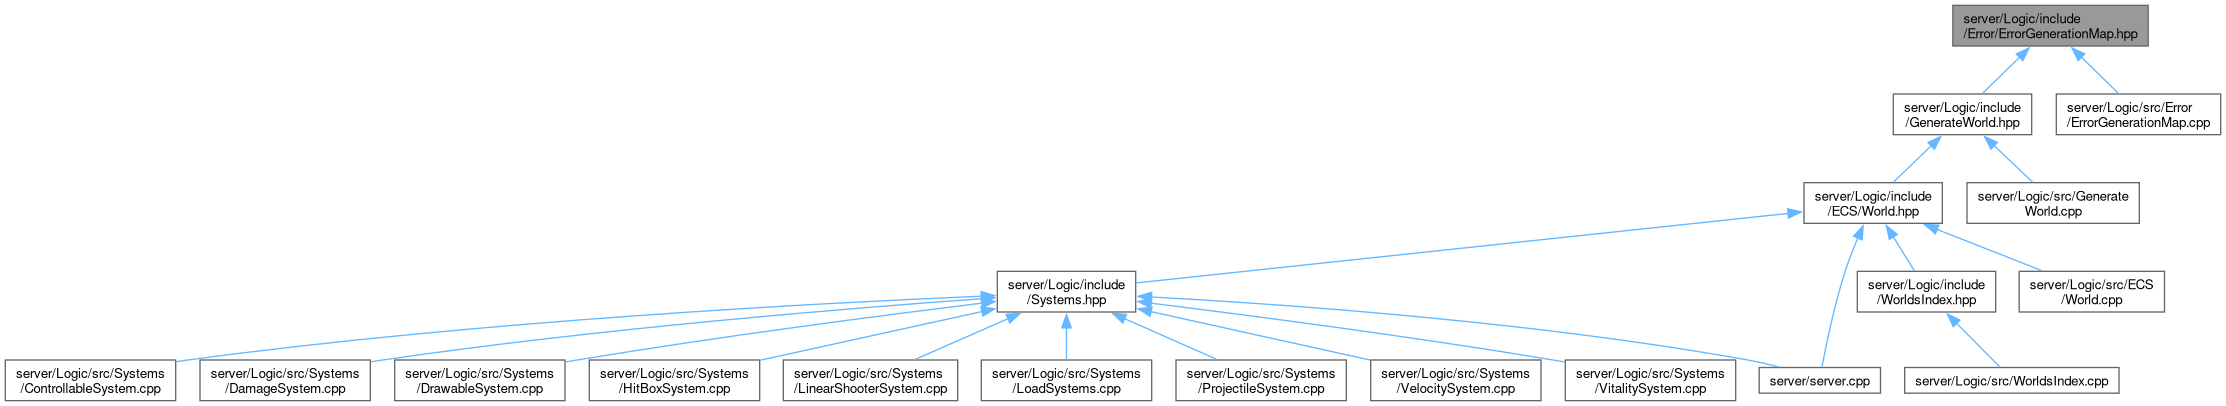 server/Logic/include
/Error/ErrorGenerationMap.hpp
server/Logic/include
/GenerateWorld.hpp
server/Logic/src/Error
/ErrorGenerationMap.cpp
server/Logic/include
/ECS/World.hpp
server/Logic/src/Generate
World.cpp
server/Logic/include
/Systems.hpp
server/Logic/include
/WorldsIndex.hpp
server/Logic/src/ECS
/World.cpp
server/Logic/src/Systems
/ControllableSystem.cpp
server/Logic/src/Systems
/DamageSystem.cpp
server/Logic/src/Systems
/DrawableSystem.cpp
server/Logic/src/Systems
/HitBoxSystem.cpp
server/Logic/src/Systems
/LinearShooterSystem.cpp
server/Logic/src/Systems
/LoadSystems.cpp
server/Logic/src/Systems
/ProjectileSystem.cpp
server/Logic/src/Systems
/VelocitySystem.cpp
server/Logic/src/Systems
/VitalitySystem.cpp
server/server.cpp
server/Logic/src/WorldsIndex.cpp